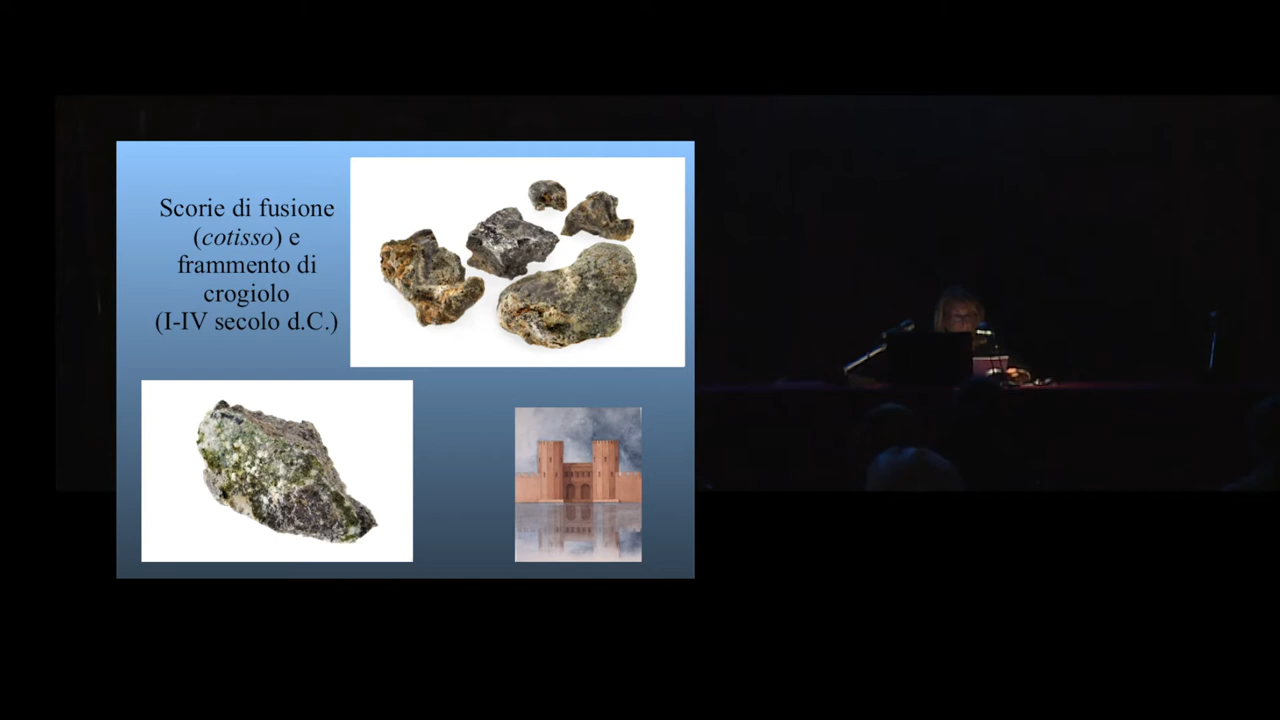 Scorie di fusione
(cotisso) e
frammento di
crogiolo
(I-IV secolo d.C.)